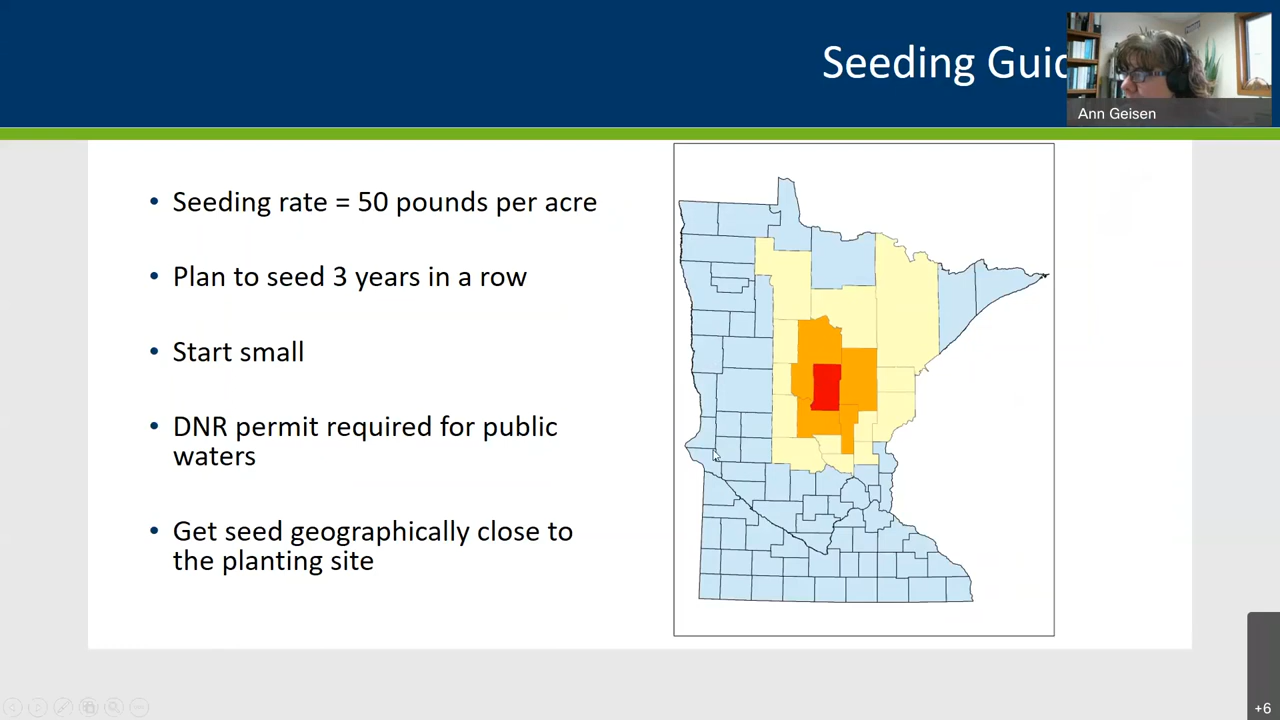 Seeding Guid
Ann Geisen
• Seeding rate = 50 pounds per acre
• Plan to seed 3 years in a row
• Start small
• DNR permit required for public
waters
• Get seed geographically close to
the planting site
+6